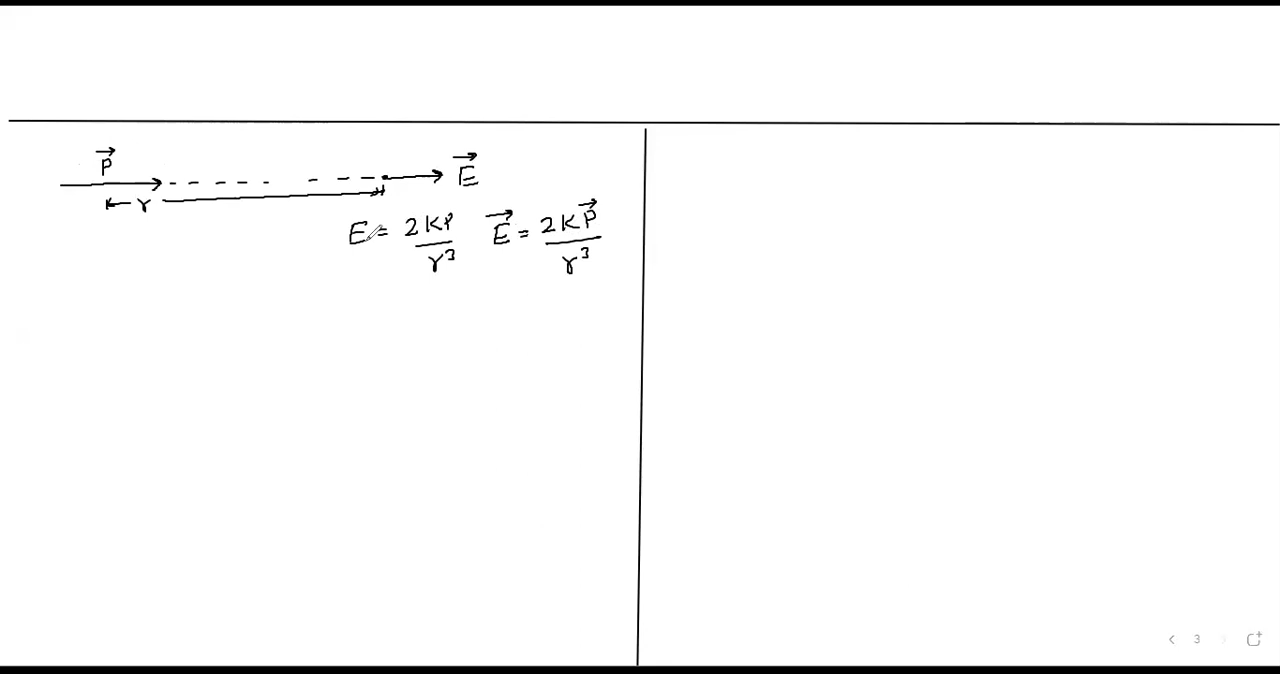 P⃗
r
E⃗
E = 2KP/r³ E⃗ = 2KP⃗/r³
< 3 >